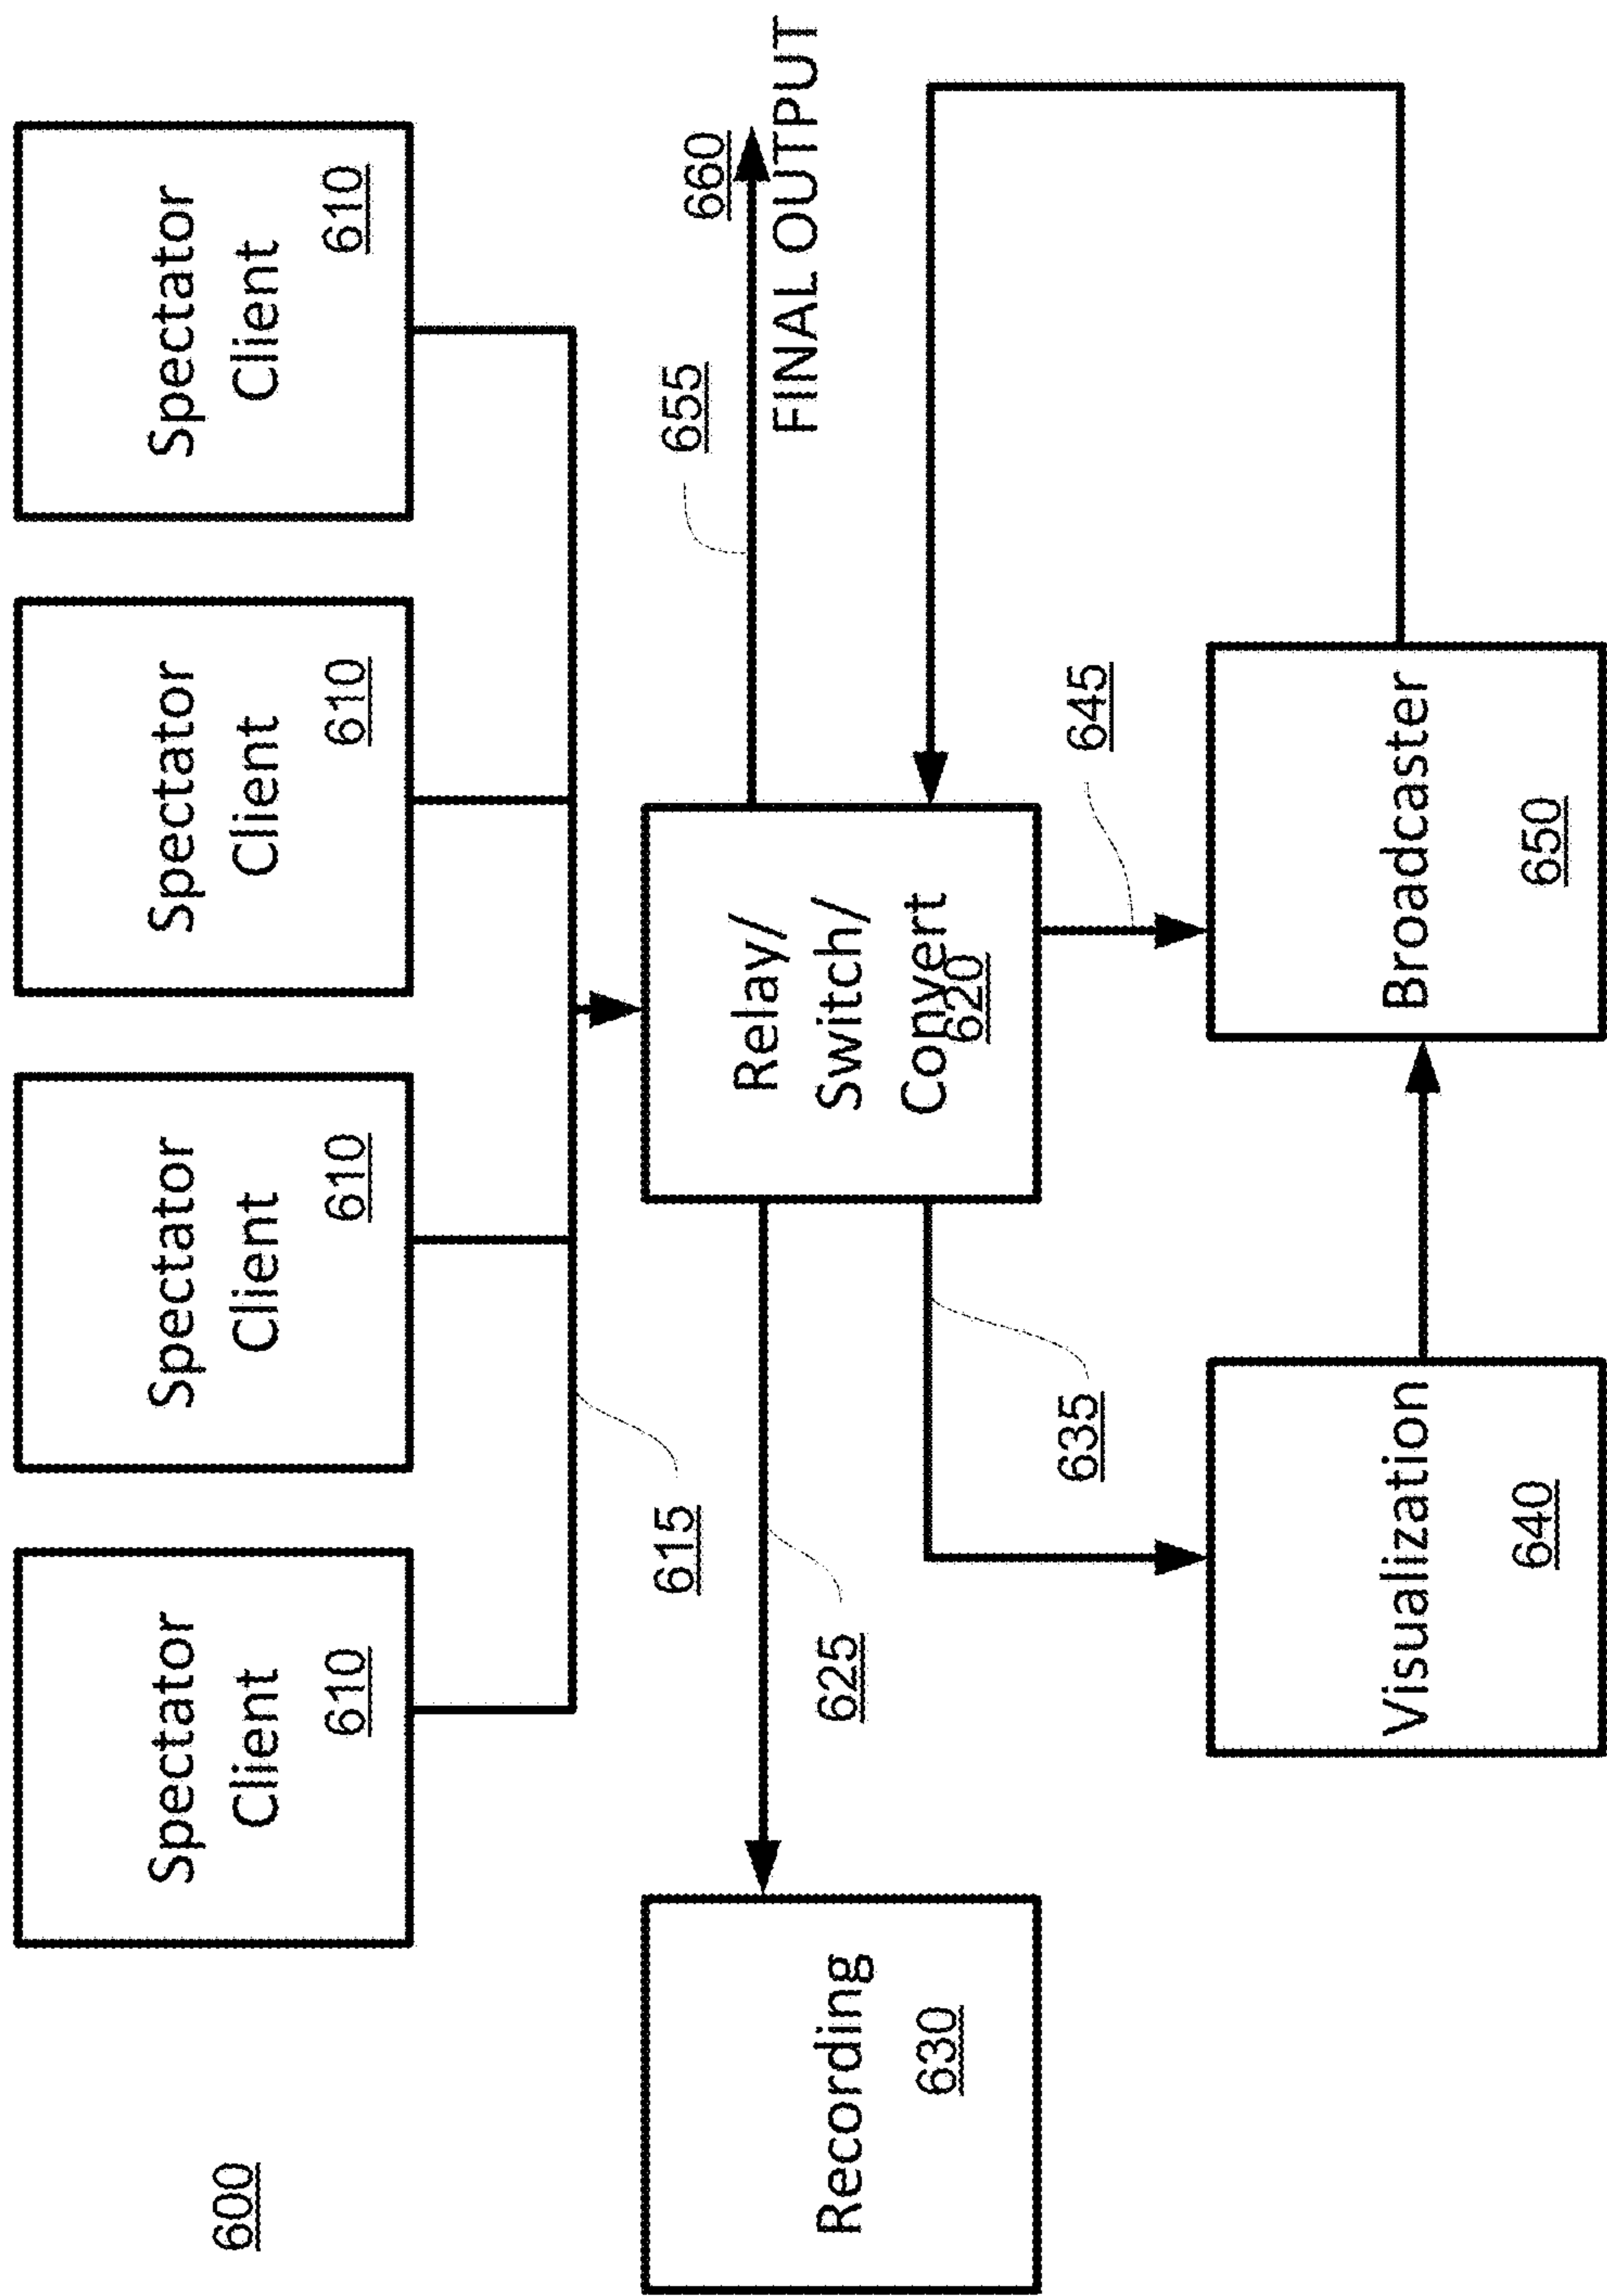 600
Spectator
Client
610
Spectator
Client
610
Spectator
Client
610
Spectator
Client
610
615
655
660
FINAL OUTPUT
Recording
630
625
Relay/
Switch/
Convert
620
635
645
Visualization
640
Broadcaster
650